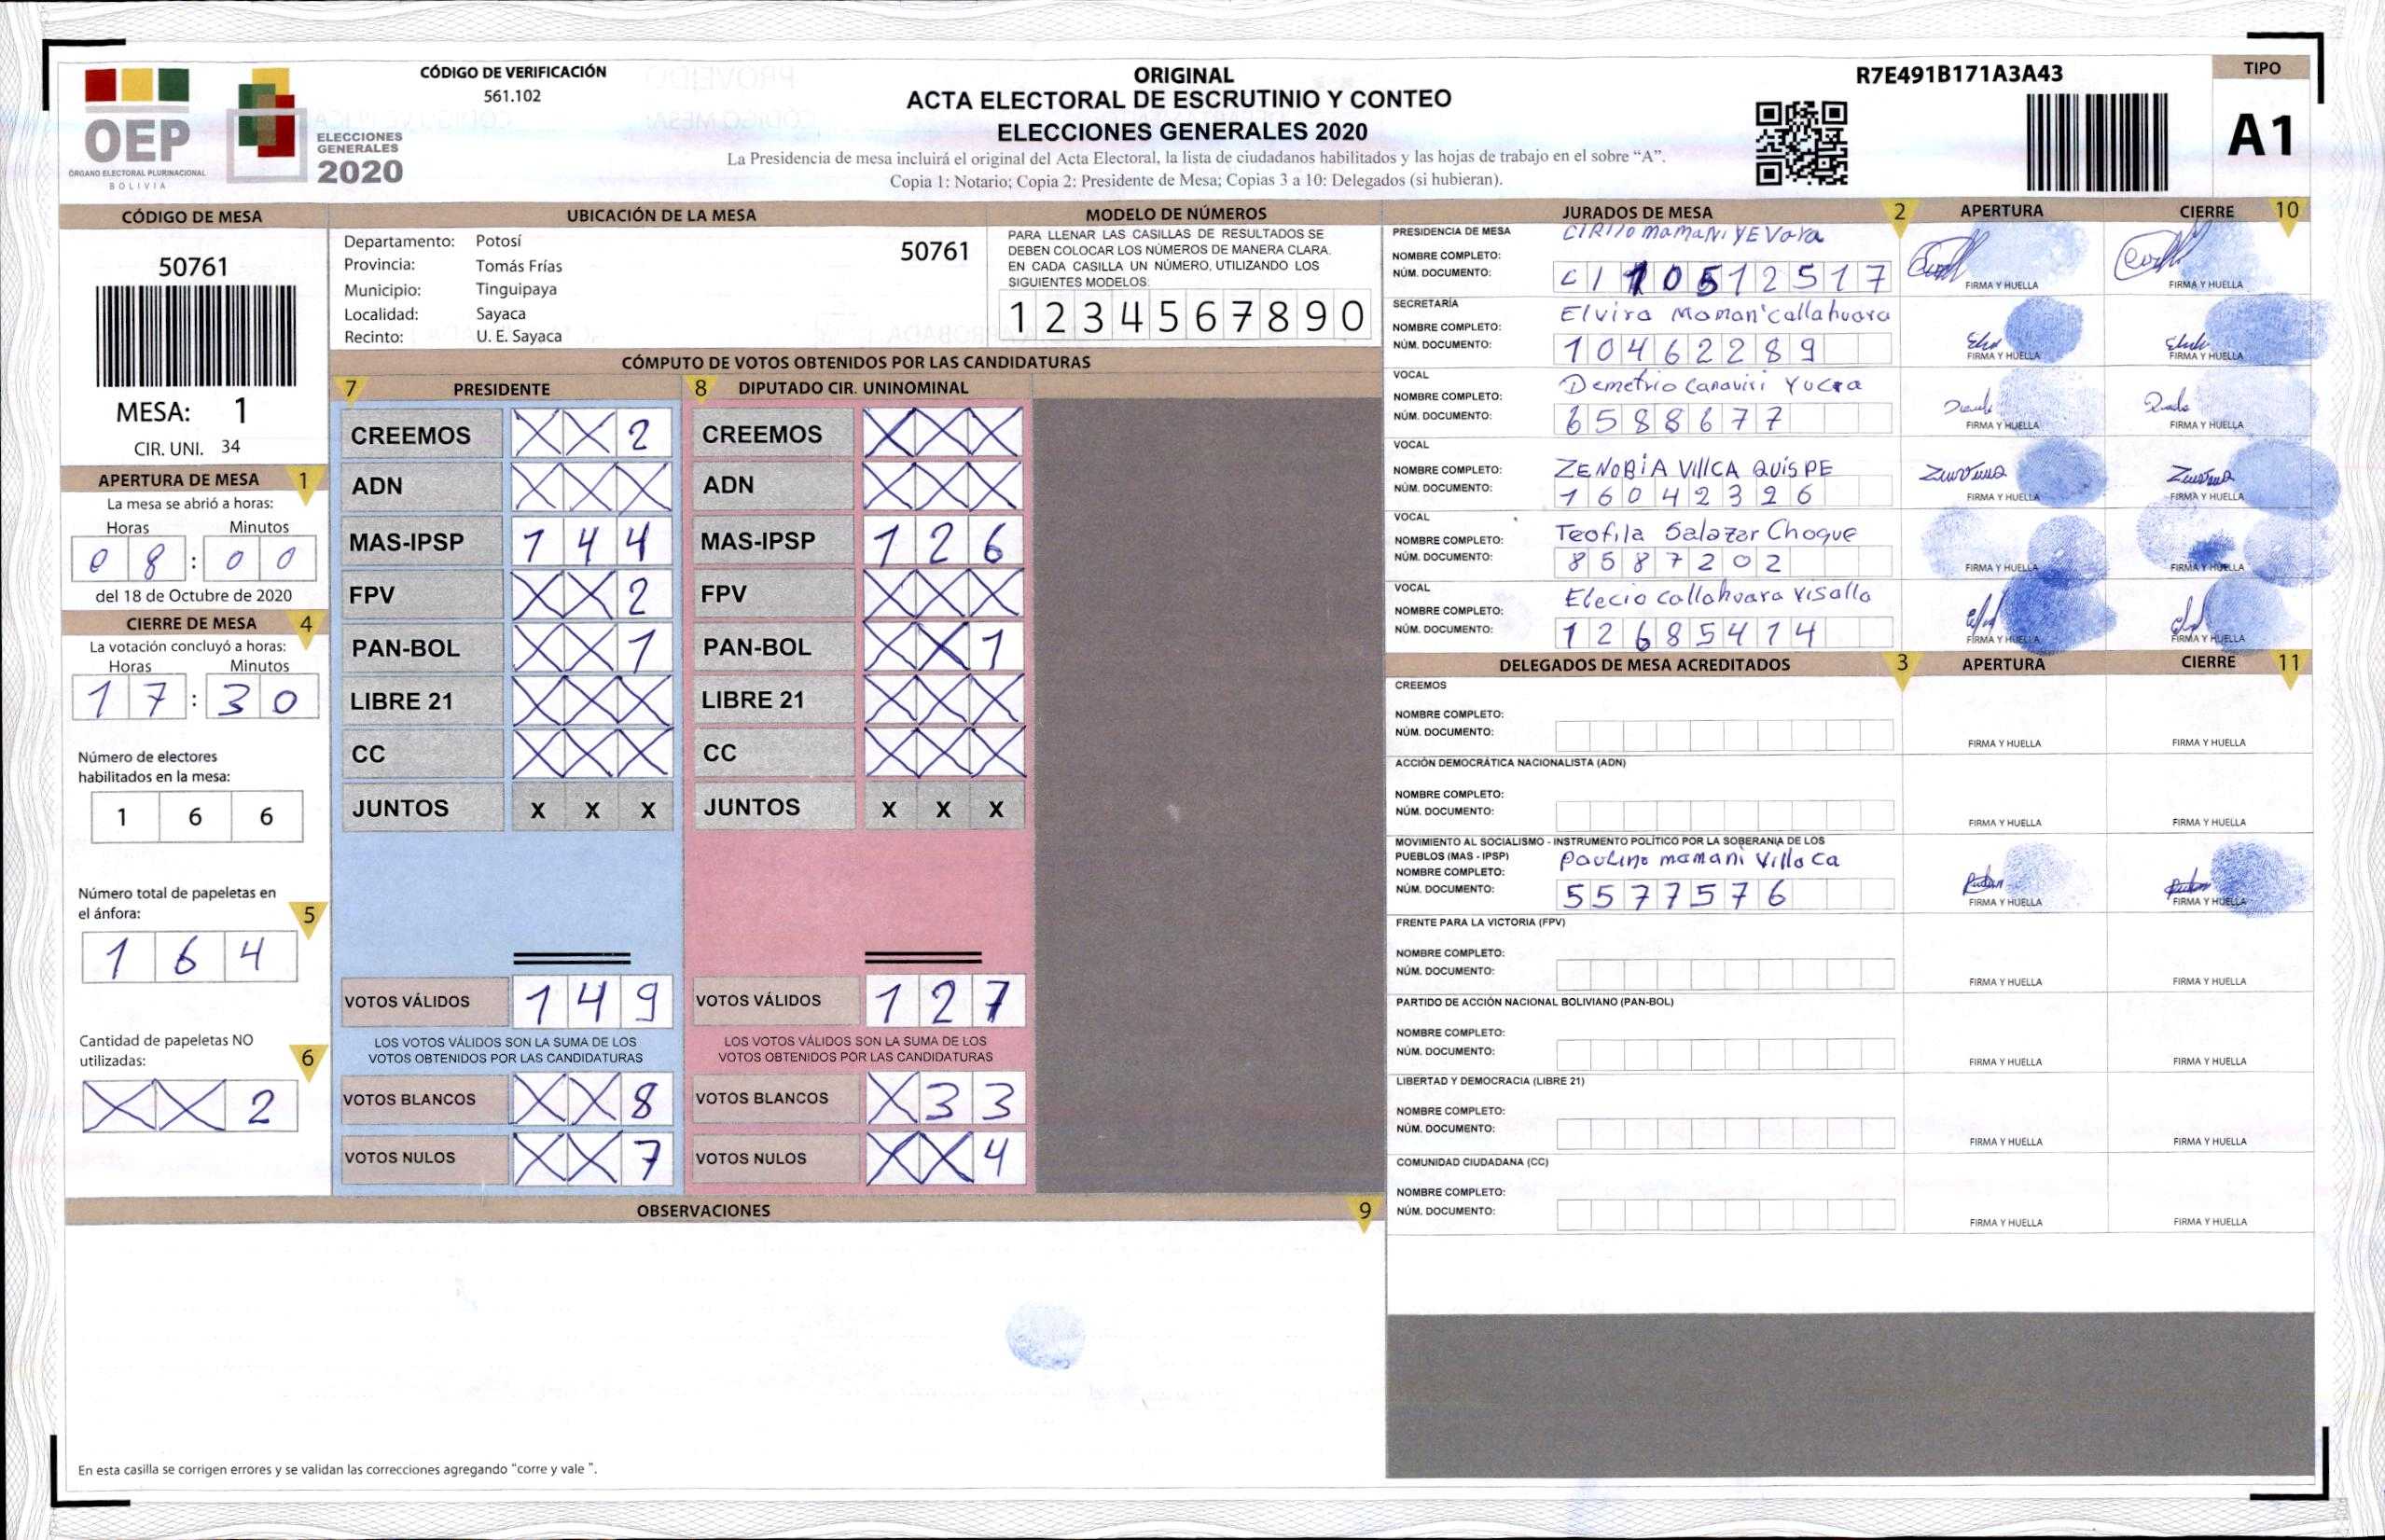 CÓDIGO DE VERIFICACIÓN
561.102
OEP
ÓRGANO ELECTORAL PLURINACIONAL
BOLIVIA
ELECCIONES
GENERALES
2020
ORIGINAL
ACTA ELECTORAL DE ESCRUTINIO Y CONTEO
ELECCIONES GENERALES 2020
La Presidencia de mesa incluirá el original del Acta Electoral, la lista de ciudadanos habilitados y las hojas de trabajo en el sobre “A”.
Copia 1: Notario; Copia 2: Presidente de Mesa; Copias 3 a 10: Delegados (si hubieran).
R7E491B171A3A43
TIPO
A1
CÓDIGO DE MESA
50761
MESA: 1
CIR. UNI. 34
APERTURA DE MESA 1
La mesa se abrió a horas:
Horas Minutos
0 8 : 0 0
del 18 de Octubre de 2020
CIERRE DE MESA 4
La votación concluyó a horas:
Horas Minutos
1 7 : 3 0
Número de electores
habilitados en la mesa:
1 6 6
Número total de papeletas en
el ánfora: 5
1 6 4
Cantidad de papeletas NO
utilizadas: 6
X X 2
UBICACIÓN DE LA MESA
Departamento: Potosí
50761
Provincia: Tomás Frías
Municipio: Tinguipaya
Localidad: Sayaca
Recinto: U. E. Sayaca
MODELO DE NÚMEROS
PARA LLENAR LAS CASILLAS DE RESULTADOS SE
DEBEN COLOCAR LOS NÚMEROS DE MANERA CLARA.
EN CADA CASILLA UN NÚMERO, UTILIZANDO LOS
SIGUIENTES MODELOS:
1 2 3 4 5 6 7 8 9 0
CÓMPUTO DE VOTOS OBTENIDOS POR LAS CANDIDATURAS
7 PRESIDENTE
CREEMOS X X 2
ADN X X X
MAS-IPSP 1 4 4
FPV X X 2
PAN-BOL X X 1
LIBRE 21 X X X
CC X X X
JUNTOS X X X
VOTOS VÁLIDOS 1 4 9
LOS VOTOS VÁLIDOS SON LA SUMA DE LOS
VOTOS OBTENIDOS POR LAS CANDIDATURAS
VOTOS BLANCOS X X 8
VOTOS NULOS X X 7
8 DIPUTADO CIR. UNINOMINAL
CREEMOS X X X
ADN X X X
MAS-IPSP 1 2 6
FPV X X X
PAN-BOL X X 1
LIBRE 21 X X X
CC X X X
JUNTOS X X X
VOTOS VÁLIDOS 1 2 7
LOS VOTOS VÁLIDOS SON LA SUMA DE LOS
VOTOS OBTENIDOS POR LAS CANDIDATURAS
VOTOS BLANCOS X 3 3
VOTOS NULOS X X 4
OBSERVACIONES 9
En esta casilla se corrigen errores y se validan las correcciones agregando “corre y vale ”.
JURADOS DE MESA 2 APERTURA CIERRE 10
PRESIDENCIA DE MESA
NOMBRE COMPLETO: mamani
NÚM. DOCUMENTO: C I 1 0 5 1 2 5 1 7
FIRMA Y HUELLA FIRMA Y HUELLA
SECRETARÍA
NOMBRE COMPLETO: Elvira Maman callahuara
NÚM. DOCUMENTO: 1 0 4 6 2 2 8 9
FIRMA Y HUELLA FIRMA Y HUELLA
VOCAL
NOMBRE COMPLETO: Demetrio Canaviri Yucra
NÚM. DOCUMENTO: 6 5 8 8 6 7 7
FIRMA Y HUELLA FIRMA Y HUELLA
VOCAL
NOMBRE COMPLETO: ZENOBIA VIllCA QUISPE
NÚM. DOCUMENTO: 1 6 0 4 2 3 2 6
FIRMA Y HUELLA FIRMA Y HUELLA
VOCAL
NOMBRE COMPLETO: Teofila Salazar Choque
NÚM. DOCUMENTO: 8 5 8 7 2 0 2
FIRMA Y HUELLA FIRMA Y HUELLA
VOCAL
NOMBRE COMPLETO: Elecio callahuara Visalla
NÚM. DOCUMENTO: 1 2 6 8 5 4 1 4
FIRMA Y HUELLA FIRMA Y HUELLA
DELEGADOS DE MESA ACREDITADOS 3 APERTURA CIERRE 11
CREEMOS
NOMBRE COMPLETO:
NÚM. DOCUMENTO:
FIRMA Y HUELLA FIRMA Y HUELLA
ACCIÓN DEMOCRÁTICA NACIONALISTA (ADN)
NOMBRE COMPLETO:
NÚM. DOCUMENTO:
FIRMA Y HUELLA FIRMA Y HUELLA
MOVIMIENTO AL SOCIALISMO - INSTRUMENTO POLÍTICO POR LA SOBERANIA DE LOS
PUEBLOS (MAS - IPSP) Paulino mamani Villaca
NOMBRE COMPLETO:
NÚM. DOCUMENTO: 5 5 7 7 5 7 6
FIRMA Y HUELLA FIRMA Y HUELLA
FRENTE PARA LA VICTORIA (FPV)
NOMBRE COMPLETO:
NÚM. DOCUMENTO:
FIRMA Y HUELLA FIRMA Y HUELLA
PARTIDO DE ACCIÓN NACIONAL BOLIVIANO (PAN-BOL)
NOMBRE COMPLETO:
NÚM. DOCUMENTO:
FIRMA Y HUELLA FIRMA Y HUELLA
LIBERTAD Y DEMOCRACIA (LIBRE 21)
NOMBRE COMPLETO:
NÚM. DOCUMENTO:
FIRMA Y HUELLA FIRMA Y HUELLA
COMUNIDAD CIUDADANA (CC)
NOMBRE COMPLETO:
NÚM. DOCUMENTO:
FIRMA Y HUELLA FIRMA Y HUELLA